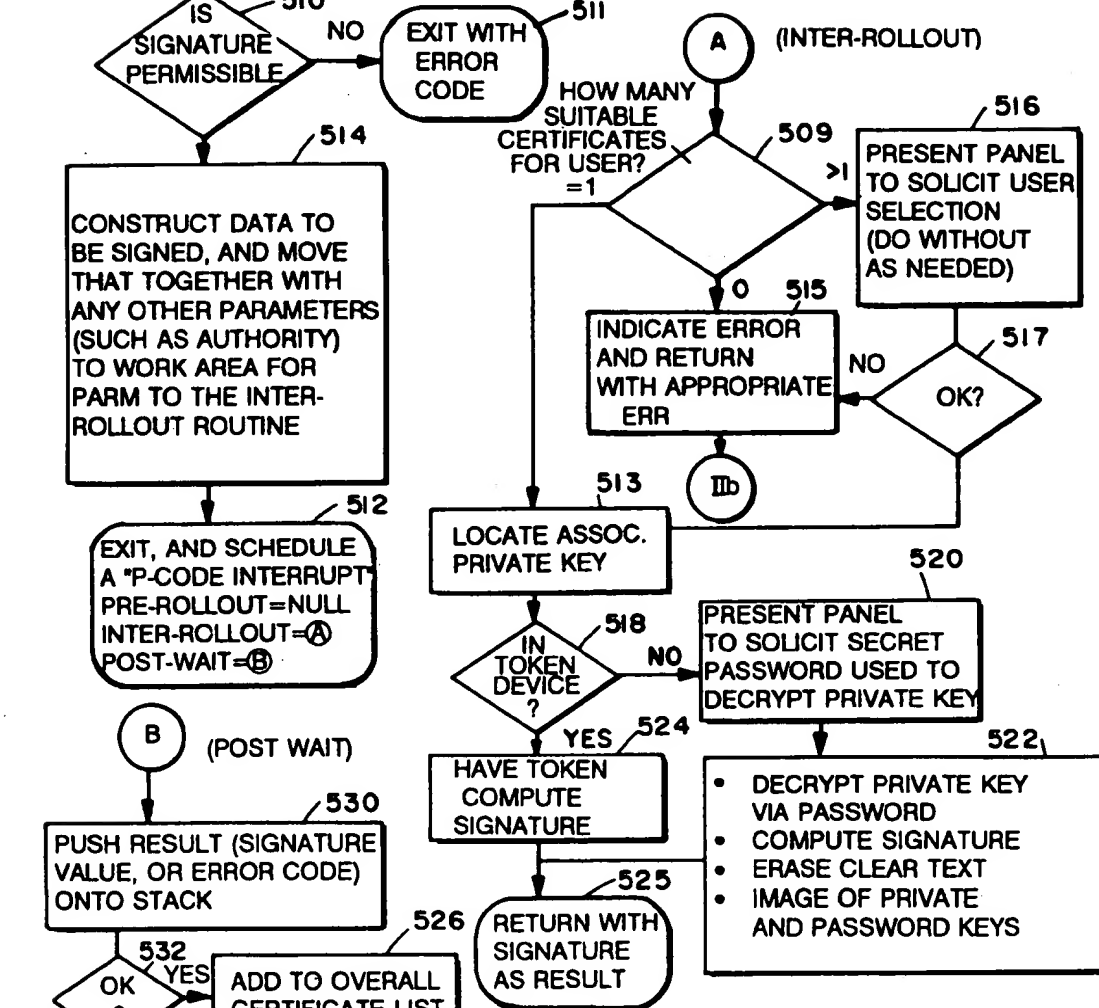 510
IS
SIGNATURE
PERMISSIBLE
NO
511
EXIT WITH
ERROR
CODE
514
CONSTRUCT DATA TO
BE SIGNED, AND MOVE
THAT TOGETHER WITH
ANY OTHER PARAMETERS
(SUCH AS AUTHORITY)
TO WORK AREA FOR
PARM TO THE INTER-
ROLLOUT ROUTINE
512
EXIT, AND SCHEDULE
A "P-CODE INTERRUPT"
PRE-ROLLOUT=NULL
INTER-ROLLOUT=Ⓐ
POST-WAIT=Ⓑ
B
(POST WAIT)
530
PUSH RESULT (SIGNATURE
VALUE, OR ERROR CODE)
ONTO STACK
532
OK
?
YES
526
ADD TO OVERALL
CERTIFICATE LIST
A
(INTER-ROLLOUT)
HOW MANY
SUITABLE
CERTIFICATES
FOR USER?
=1
509
>1
0
516
PRESENT PANEL
TO SOLICIT USER
SELECTION
(DO WITHOUT
AS NEEDED)
515
INDICATE ERROR
AND RETURN
WITH APPROPRIATE
ERR
517
OK?
NO
IIb
513
LOCATE ASSOC.
PRIVATE KEY
518
IN
TOKEN
DEVICE
?
NO
YES
520
PRESENT PANEL
TO SOLICIT SECRET
PASSWORD USED TO
DECRYPT PRIVATE KEY
524
HAVE TOKEN
COMPUTE
SIGNATURE
522
• DECRYPT PRIVATE KEY
VIA PASSWORD
• COMPUTE SIGNATURE
• ERASE CLEAR TEXT
• IMAGE OF PRIVATE
AND PASSWORD KEYS
525
RETURN WITH
SIGNATURE
AS RESULT